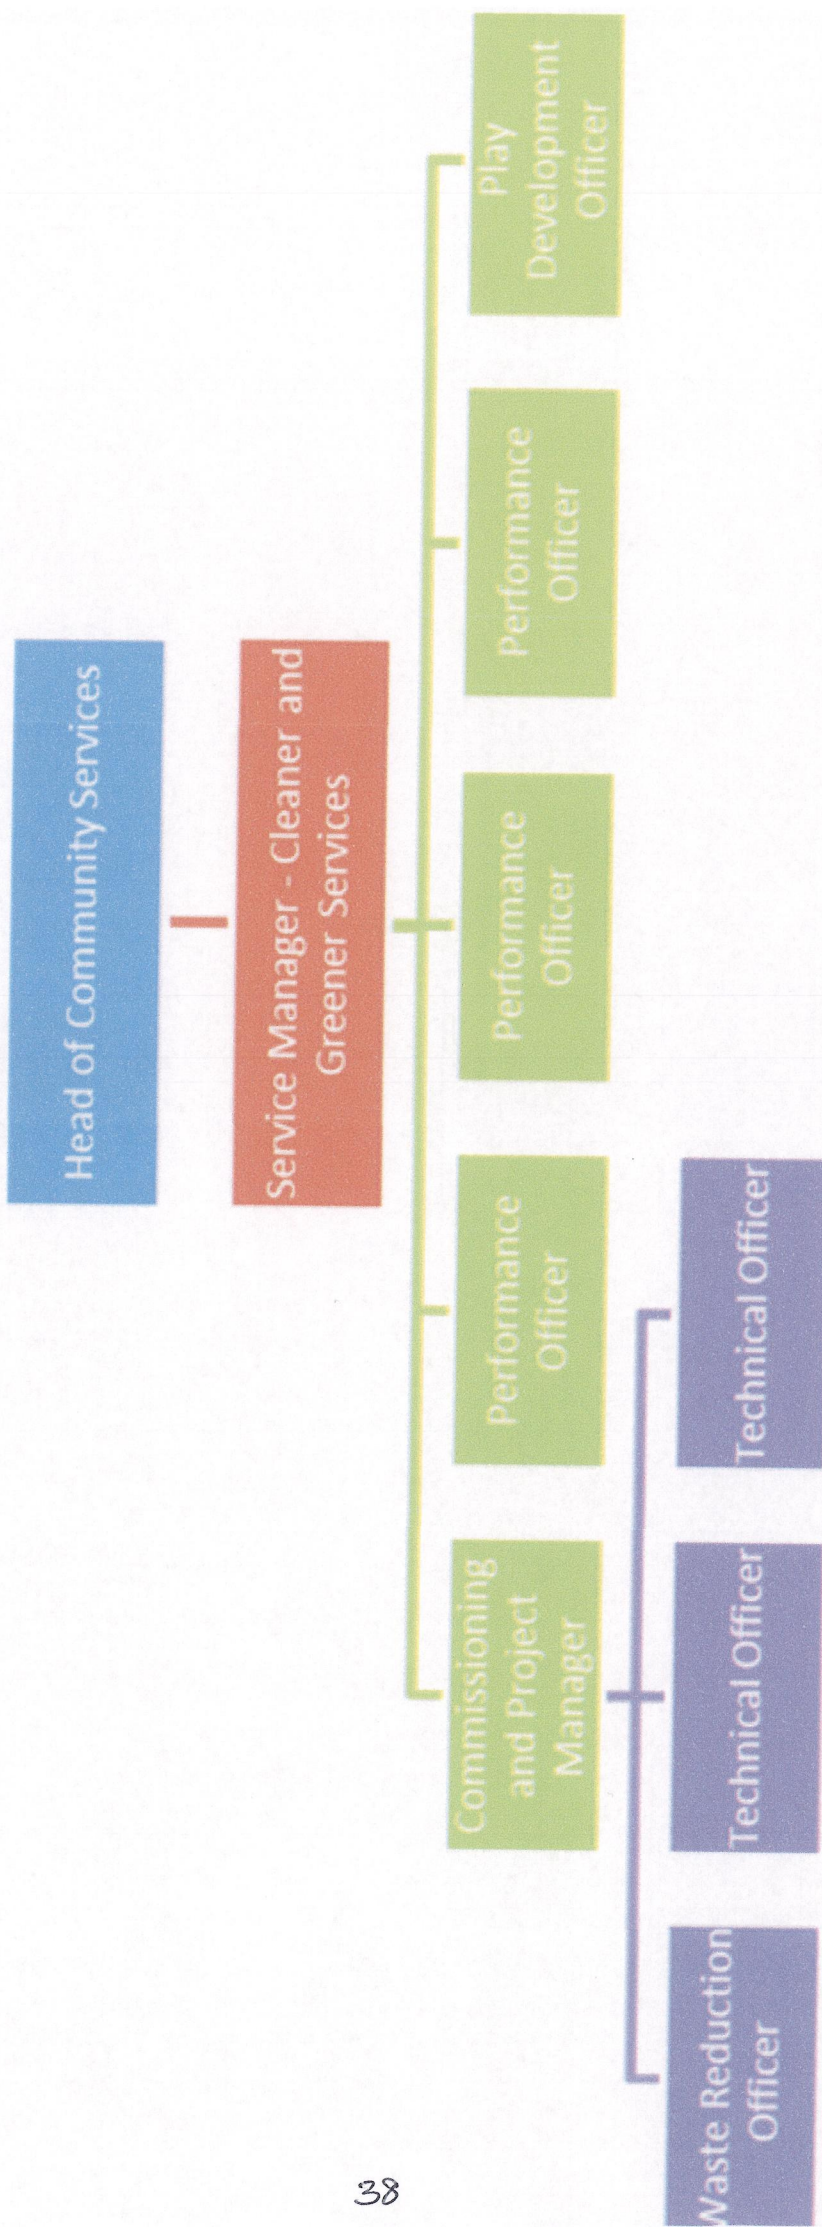 Head of Community Services
Service Manager - Cleaner and
Greener Services
Commissioning
and Project
Manager
Performance
Officer
Performance
Officer
Performance
Officer
Play
Development
Officer
Waste Reduction
Officer
Technical Officer
Technical Officer
38